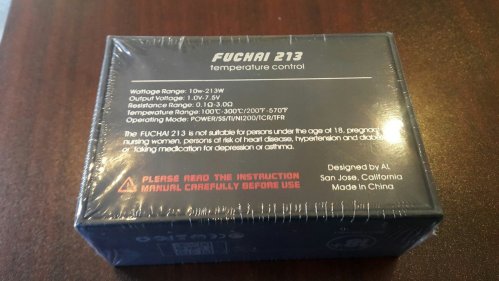 FUCHAI 213
temperature control
Wattage Range: 10w-213W
Output Voltage: 1.0V-7.5V
Resistance Range: 0.1Ω-3.0Ω
Temperature Range: 100°C-300°C/200°F-570°F
Operating Mode: POWER/SS/TI/NI200/TCR/TFR
The FUCHAI 213 is not suitable for persons under the age of 18, pregnant
nursing women, persons at risk of heart disease, hypertension and
or taking medication for depression or asthma.
PLEASE READ THE INSTRUCTION
MANUAL CAREFULLY BEFORE USE
Designed by AL
San Jose, California
Made in China
18+